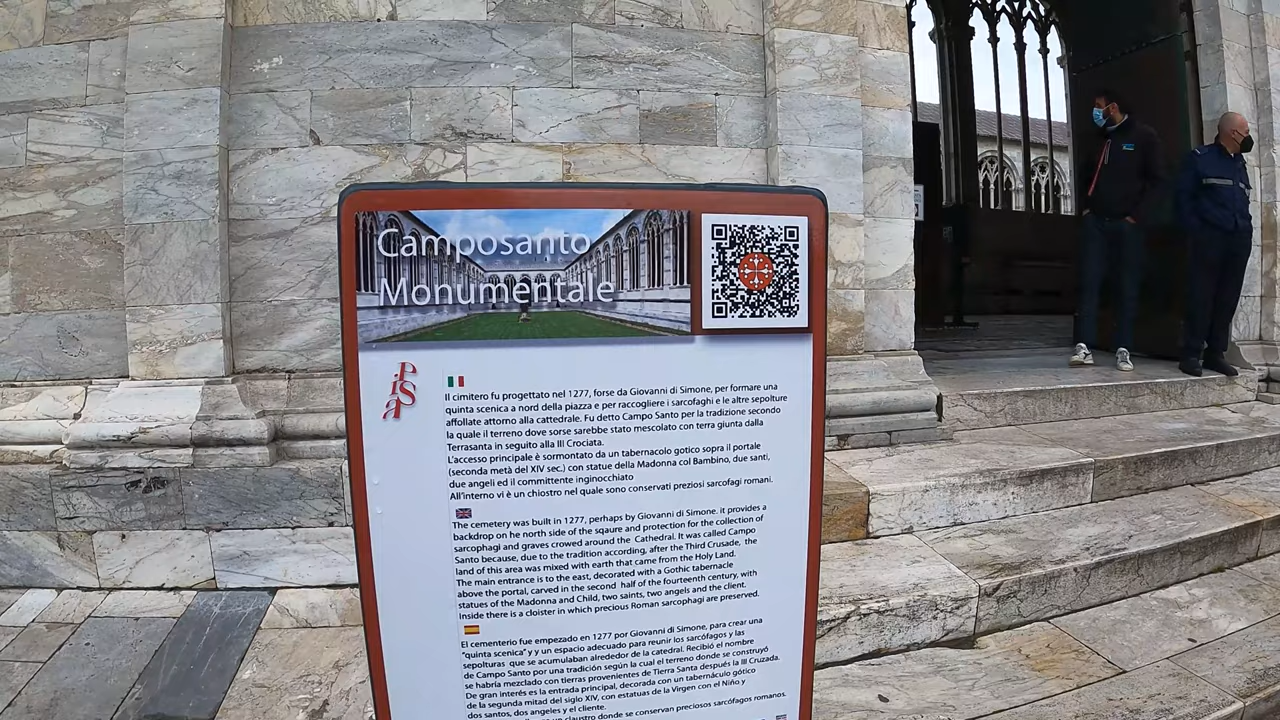 Camposanto
Monumentale
PiSa
Il cimitero fu progettato nel 1277, forse da Giovanni di Simone, per formare una
quinta scenica a nord della piazza e per raccogliere i sarcofaghi e le altre sepolture
affollate attorno alla cattedrale. Fu detto Campo Santo per la tradizione secondo
la quale il terreno dove sorse sarebbe stato mescolato con terra giunta dalla
Terrasanta in seguito alla III Crociata.
L'accesso principale è sormontato da un tabernacolo gotico sopra il portale
(seconda metà del XIV sec.) con statue della Madonna col Bambino, due santi,
due angeli ed il committente inginocchiato
All'interno vi è un chiostro nel quale sono conservati preziosi sarcofagi romani.
The cemetery was built in 1277, perhaps by Giovanni di Simone. it provides a
backdrop on he north side of the sqaure and protection for the collection of
sarcophagi and graves crowed around the Cathedral. It was called Campo
Santo because, due to the tradition according, after the Third Crusade, the
land of this area was mixed with earth that came from the Holy Land.
The main entrance is to the east, decorated with a Gothic tabernacle
above the portal, carved in the second half of the fourteenth century, with
statues of the Madonna and Child, two saints, two angels and the client.
Inside there is a cloister in which precious Roman sarcophagi are preserved.
El cementerio fue empezado en 1277 por Giovanni di Simone, para crear una
"quinta scenica" y y un espacio adecuado para reunir los sarcófagos y las
sepolturas que se acumulaban alrededor de la catedral. Recibió el nombre
de Campo Santo por una tradición según la cual el terreno donde se construyó
se habría mezclado con tierras provenientes de Tierra Santa después la III Cruzada.
De gran interés es la entrada principal, decorada con un tabernáculo gótico
de la segunda mitad del siglo XIV, con estatuas de la Virgen con el Niño y
dos santos, dos angeles y el cliente.
claustro donde se conservan preciosos sarcófagos romanos.